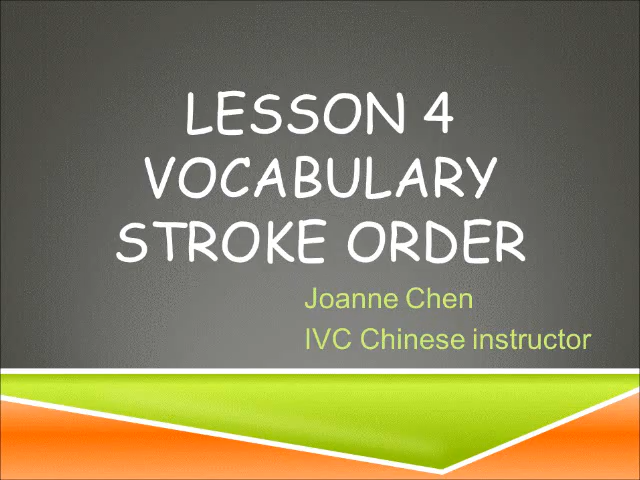 LESSON 4
VOCABULARY
STROKE ORDER
Joanne Chen
IVC Chinese instructor